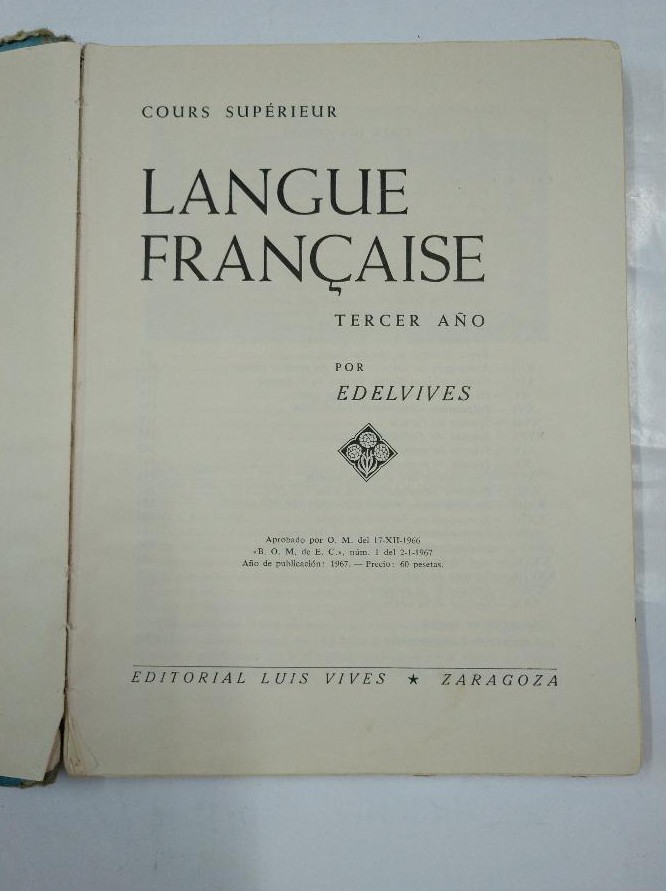 COURS SUPÉRIEUR
LANGUE
FRANÇAISE
TERCER AÑO
POR
EDELVIVES
Aprobado por O. M. del 17-XII-1966
«B. O. M. de E. C.», núm. 1 del 2-1-1967
Año de publicación: 1967. — Precio: 60 pesetas.
EDITORIAL LUIS VIVES ★ ZARAGOZA